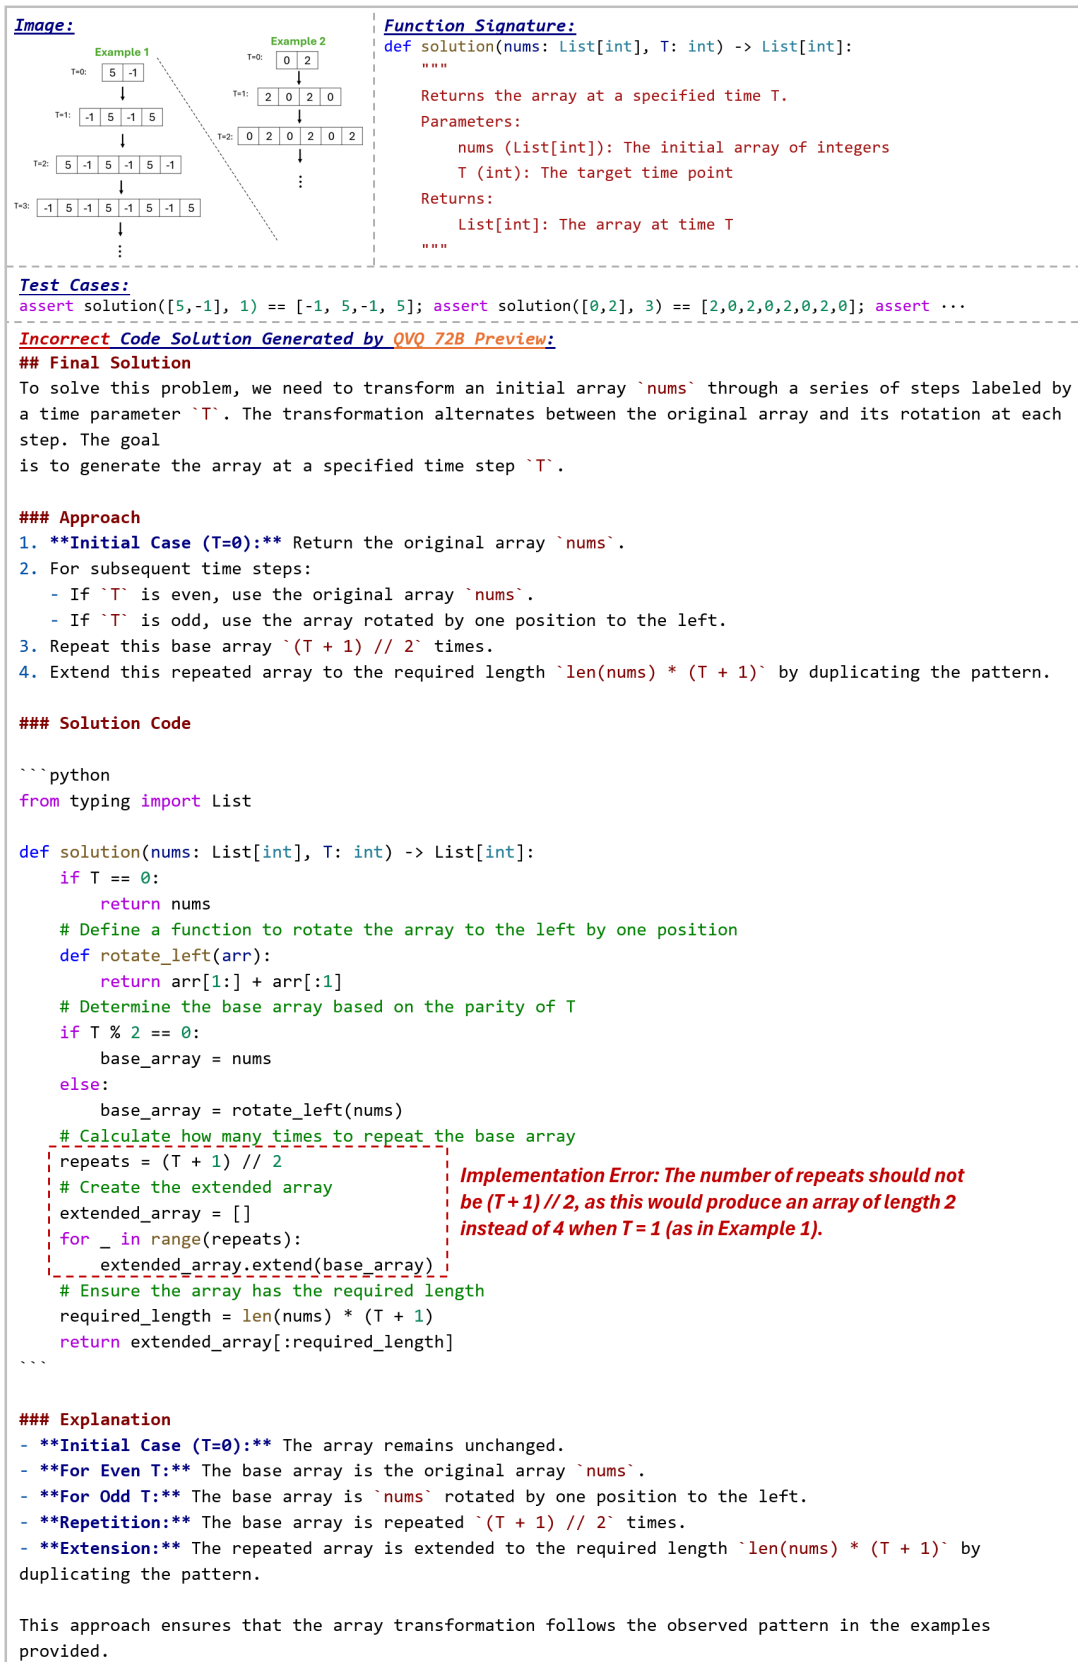 Image:
Example 1
T=0: 5 -1
T=1: -1 5 -1 5
T=2: 5 -1 5 -1 5 -1
T=3: -1 5 -1 5 -1 5 -1 5
⋮
Example 2
T=0: 0 2
T=1: 2 0 2 0
T=2: 0 2 0 2 0 2
⋮
Function Signature:
def solution(nums: List[int], T: int) -> List[int]:
"""
Returns the array at a specified time T.
Parameters:
nums (List[int]): The initial array of integers
T (int): The target time point
Returns:
List[int]: The array at time T
"""
Test Cases:
assert solution([5,-1], 1) == [-1, 5,-1, 5]; assert solution([0,2], 3) == [2,0,2,0,2,0,2,0]; assert ···
Incorrect Code Solution Generated by QVQ 72B Preview:
## Final Solution
To solve this problem, we need to transform an initial array `nums` through a series of steps labeled by
a time parameter `T`. The transformation alternates between the original array and its rotation at each
step. The goal
is to generate the array at a specified time step `T`.
### Approach
1. **Initial Case (T=0):** Return the original array `nums`.
2. For subsequent time steps:
- If `T` is even, use the original array `nums`.
- If `T` is odd, use the array rotated by one position to the left.
3. Repeat this base array `(T + 1) // 2` times.
4. Extend this repeated array to the required length `len(nums) * (T + 1)` by duplicating the pattern.
### Solution Code
```python
from typing import List
def solution(nums: List[int], T: int) -> List[int]:
if T == 0:
return nums
# Define a function to rotate the array to the left by one position
def rotate_left(arr):
return arr[1:] + arr[:1]
# Determine the base array based on the parity of T
if T % 2 == 0:
base_array = nums
else:
base_array = rotate_left(nums)
# Calculate how many times to repeat the base array
repeats = (T + 1) // 2
# Create the extended array
extended_array = []
for _ in range(repeats):
extended_array.extend(base_array)
Implementation Error: The number of repeats should not
be (T + 1) // 2, as this would produce an array of length 2
instead of 4 when T = 1 (as in Example 1).
# Ensure the array has the required length
required_length = len(nums) * (T + 1)
return extended_array[:required_length]
```
### Explanation
- **Initial Case (T=0):** The array remains unchanged.
- **For Even T:** The base array is the original array `nums`.
- **For Odd T:** The base array is `nums` rotated by one position to the left.
- **Repetition:** The base array is repeated `(T + 1) // 2` times.
- **Extension:** The repeated array is extended to the required length `len(nums) * (T + 1)` by
duplicating the pattern.
This approach ensures that the array transformation follows the observed pattern in the examples
provided.